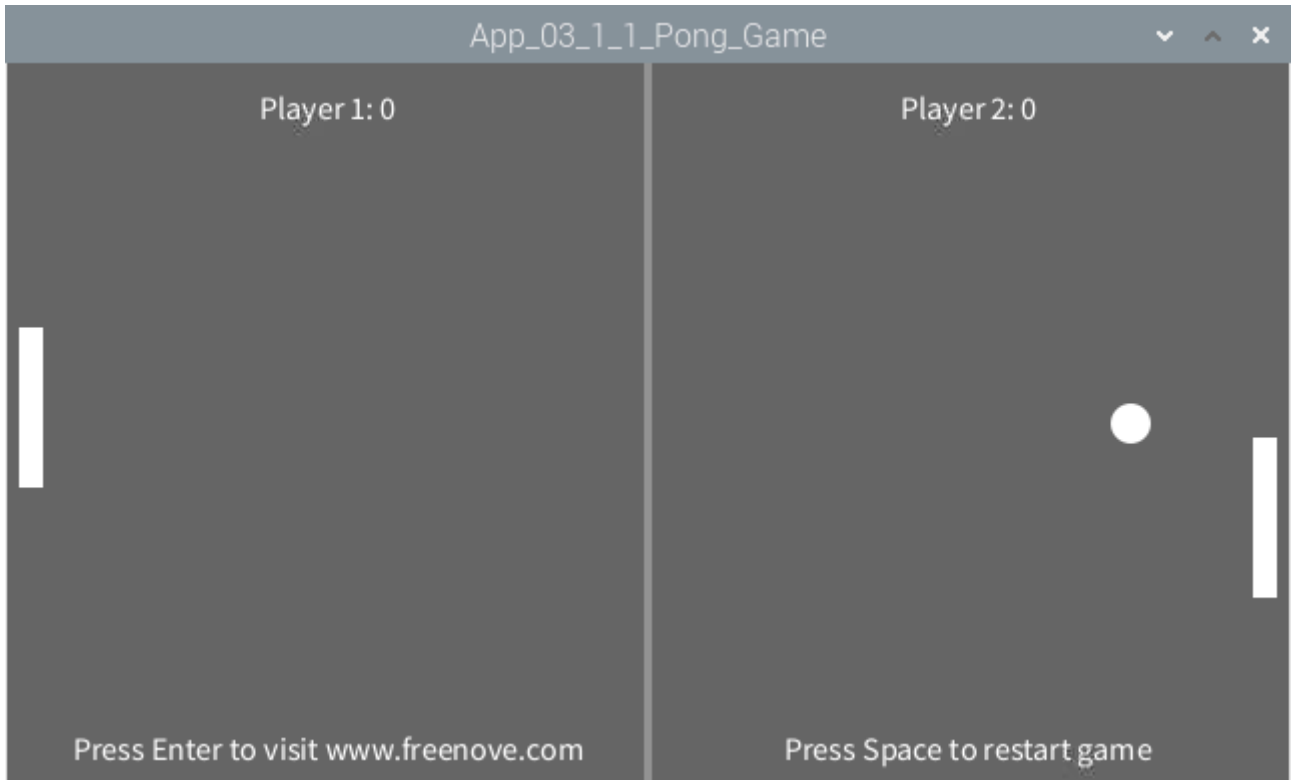 App_03_1_1_Pong_Game
Player 1: 0
Player 2: 0
Press Enter to visit www.freenove.com
Press Space to restart game